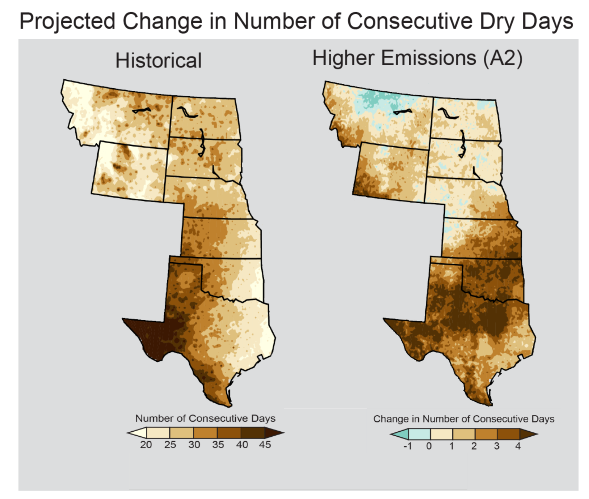 Projected Change in Number of Consecutive Dry Days
Historical
Higher Emissions (A2)
Number of Consecutive Days
20 25 30 35 40 45
Change in Number of Consecutive Days
-1 0 1 2 3 4